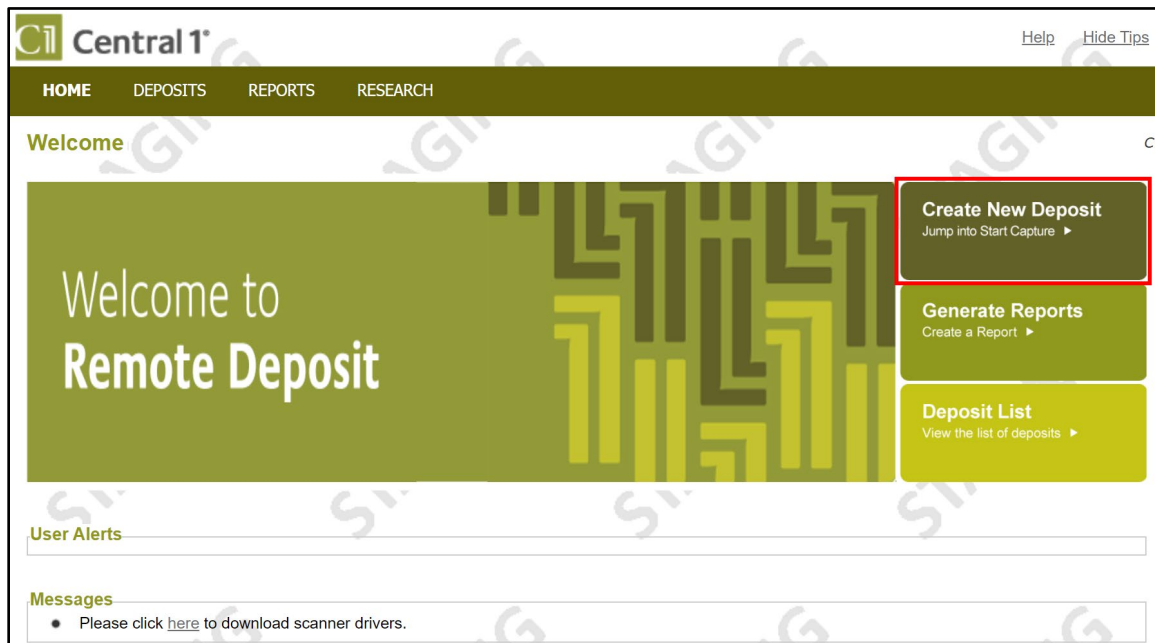 C1 Central 1®
Help Hide Tips
HOME DEPOSITS REPORTS RESEARCH
Welcome
C
Welcome to
Remote Deposit
Create New Deposit
Jump into Start Capture ▶
Generate Reports
Create a Report ▶
Deposit List
View the list of deposits ▶
User Alerts
Messages
• Please click here to download scanner drivers.
STAGING